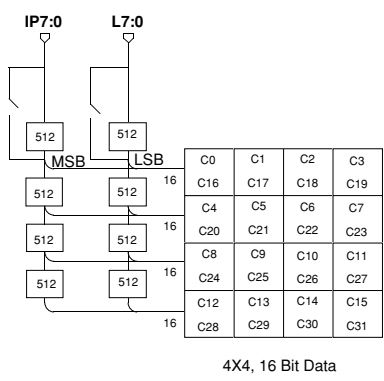 IP7:0 L7:0
512 512
MSB LSB
16
C0 C1 C2 C3
C16 C17 C18 C19
512 512
16
C4 C5 C6 C7
C20 C21 C22 C23
512 512
16
C8 C9 C10 C11
C24 C25 C26 C27
512 512
16
C12 C13 C14 C15
C28 C29 C30 C31
4X4, 16 Bit Data